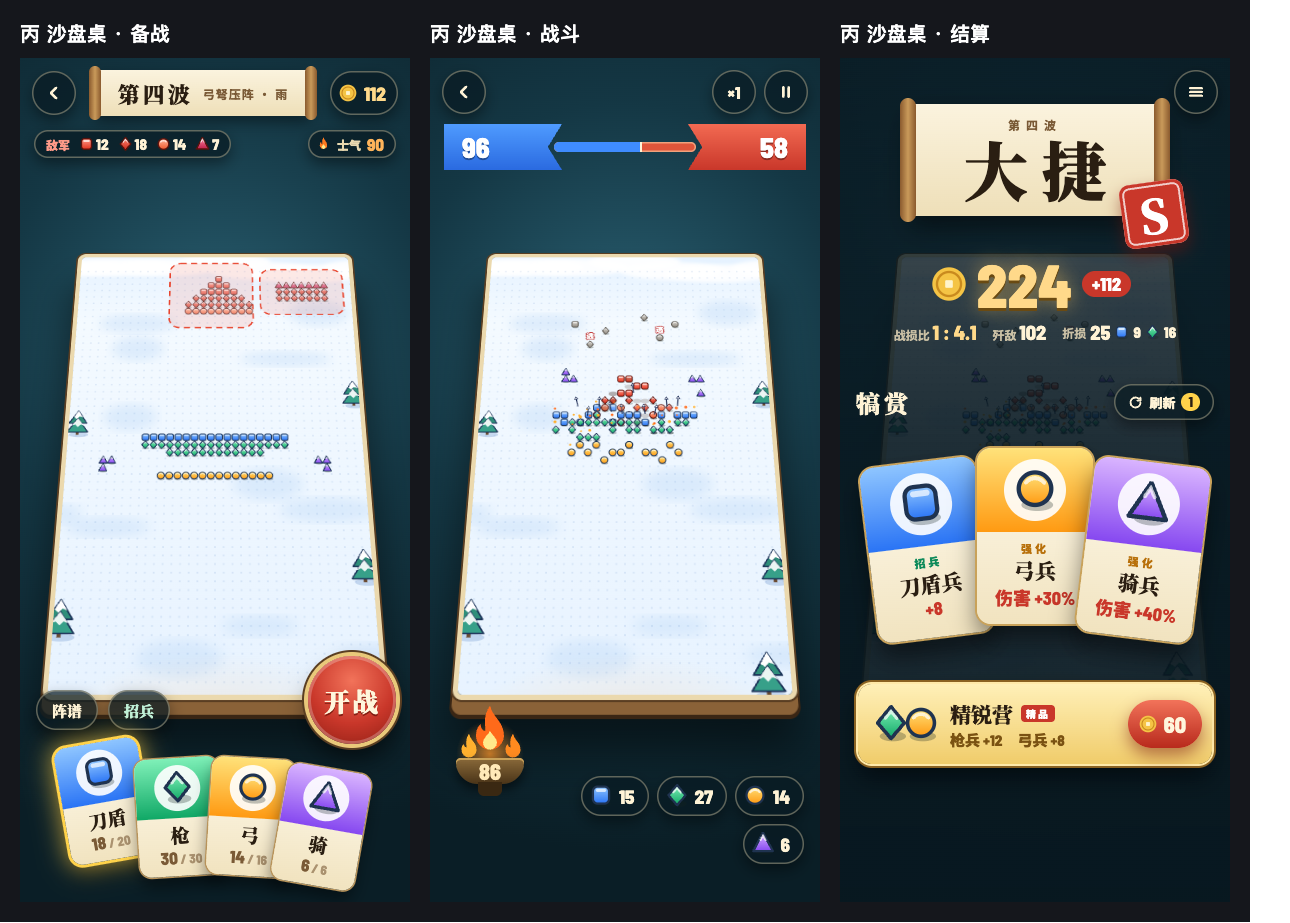 丙 沙盘桌 · 备战
第四波 弓弩压阵 · 雨
112
敌军 12 18 14 7
士气 90
阵谱 招兵
开战
刀盾 18 / 20
枪 30 / 30
弓 14 / 16
骑 6 / 6
丙 沙盘桌 · 战斗
×1
96
58
86
15 27 14
6
丙 沙盘桌 · 结算
第四波
大捷
S
224 +112
战损比 1 : 4.1 歼敌 102 折损 25 9 16
犒赏
刷新 1
招兵
刀盾兵
+8
强化
弓兵
伤害 +30%
强化
骑兵
伤害 +40%
精锐营 精品
枪兵 +12 弓兵 +8
60